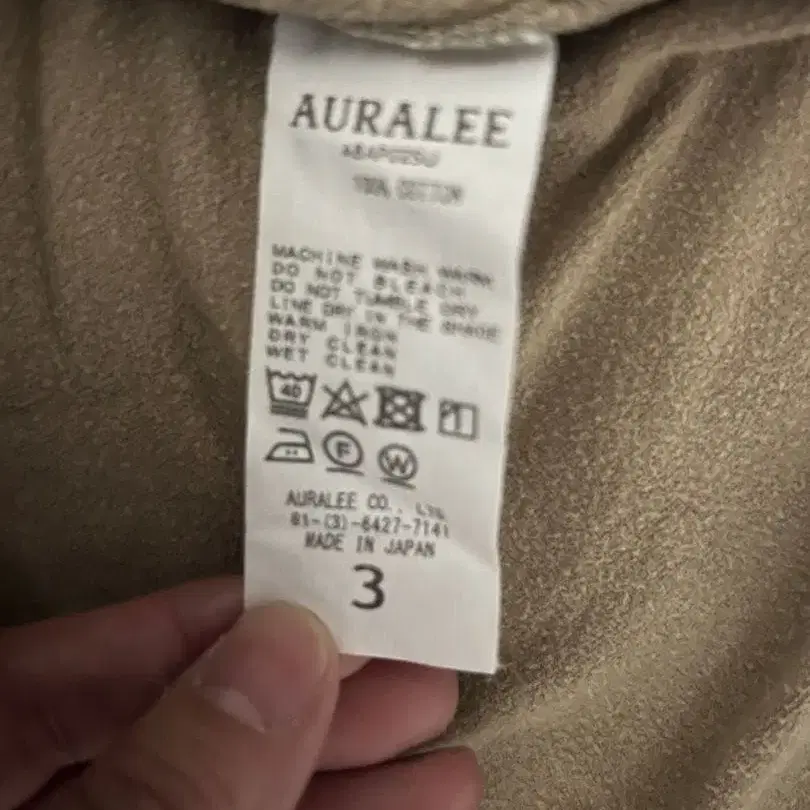 AURALEE
100% COTTON
MACHINE WASH WARM
DO NOT BLEACH
DO NOT TUMBLE DRY
LINE DRY IN THE SHADE
WARM IRON
DRY CLEAN
WET CLEAN
40
F W
AURALEE CO., LTD.
81-(3)-6427-7141
MADE IN JAPAN
3